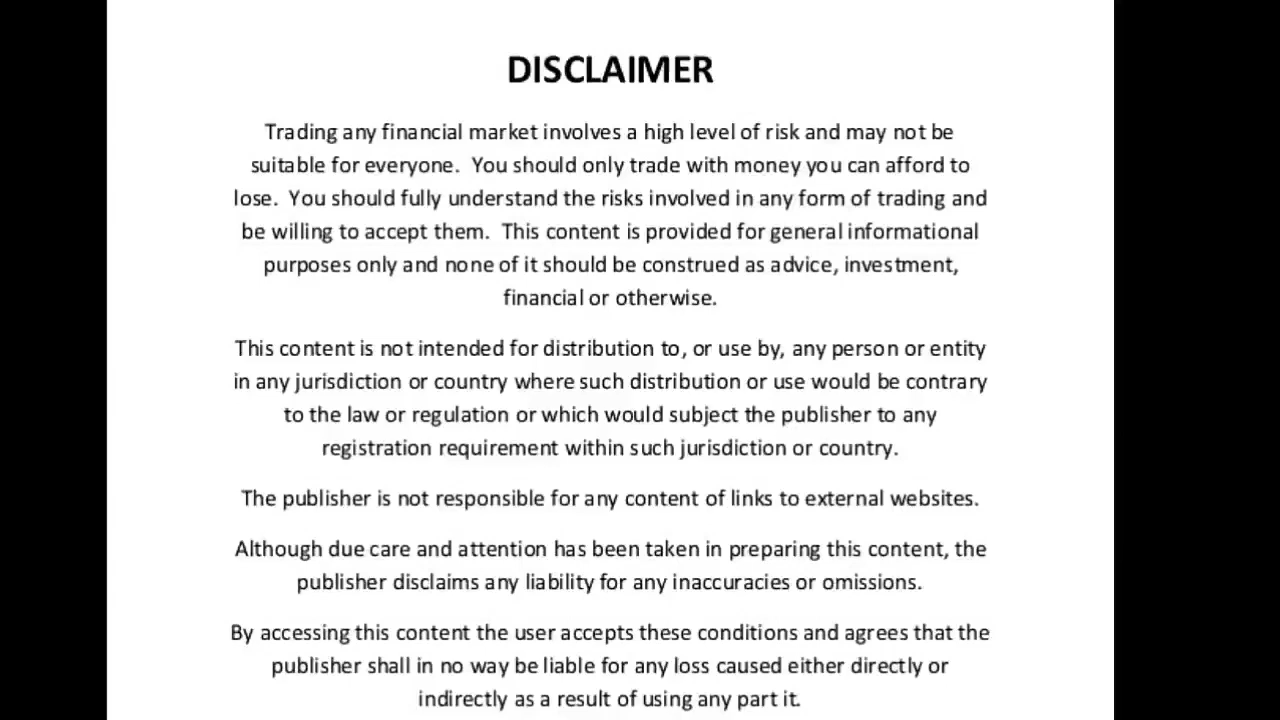 DISCLAIMER
Trading any financial market involves a high level of risk and may not be
suitable for everyone.  You should only trade with money you can afford to
lose.  You should fully understand the risks involved in any form of trading and
be willing to accept them.  This content is provided for general informational
purposes only and none of it should be construed as advice, investment,
financial or otherwise.
This content is not intended for distribution to, or use by, any person or entity
in any jurisdiction or country where such distribution or use would be contrary
to the law or regulation or which would subject the publisher to any
registration requirement within such jurisdiction or country.
The publisher is not responsible for any content of links to external websites.
Although due care and attention has been taken in preparing this content, the
publisher disclaims any liability for any inaccuracies or omissions.
By accessing this content the user accepts these conditions and agrees that the
publisher shall in no way be liable for any loss caused either directly or
indirectly as a result of using any part it.